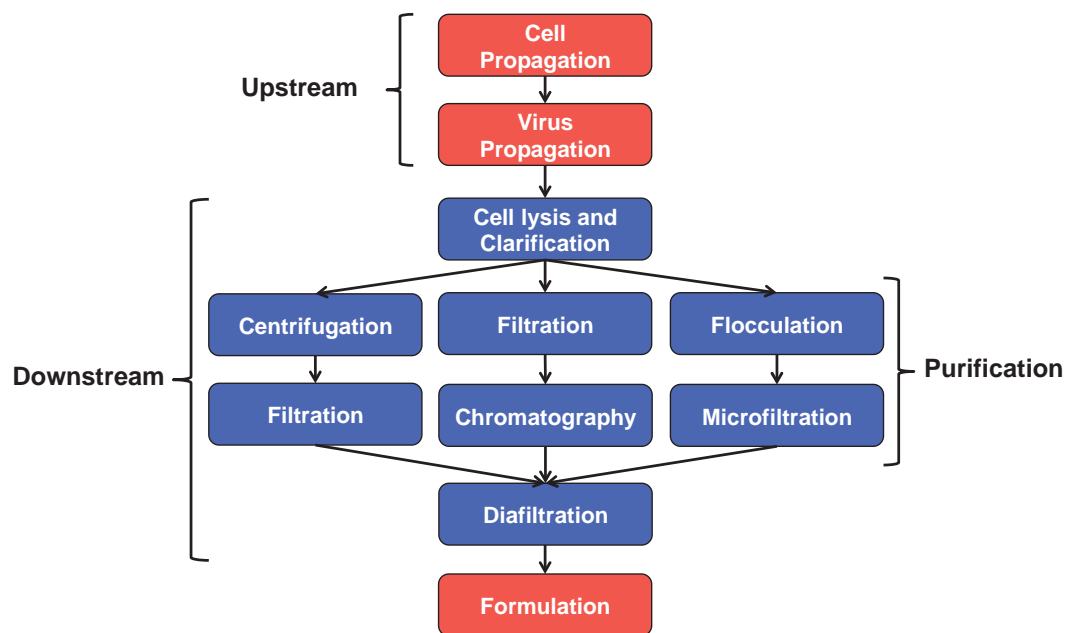 Cell
Propagation
Upstream
Virus
Propagation
Cell lysis and
Clarification
Centrifugation
Filtration
Flocculation
Downstream
Purification
Filtration
Chromatography
Microfiltration
Diafiltration
Formulation